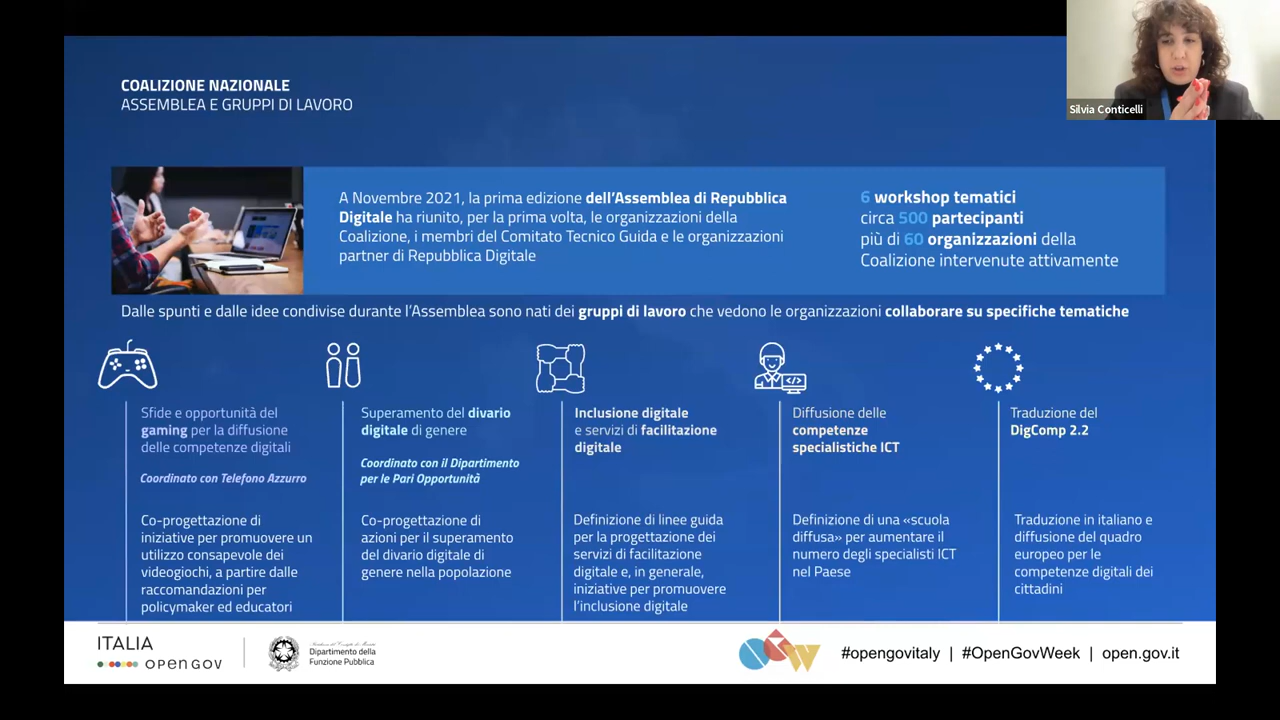 Silvia Conticelli
COALIZIONE NAZIONALE
ASSEMBLEA E GRUPPI DI LAVORO
A Novembre 2021, la prima edizione dell'Assemblea di Repubblica
Digitale ha riunito, per la prima volta, le organizzazioni della
Coalizione, i membri del Comitato Tecnico Guida e le organizzazioni
partner di Repubblica Digitale
6 workshop tematici
circa 500 partecipanti
più di 60 organizzazioni della
Coalizione intervenute attivamente
Dalle spunti e dalle idee condivise durante l'Assemblea sono nati dei gruppi di lavoro che vedono le organizzazioni collaborare su specifiche tematiche
Sfide e opportunità del
gaming per la diffusione
delle competenze digitali
Coordinato con Telefono Azzurro
Co-progettazione di
iniziative per promuovere un
utilizzo consapevole dei
videogiochi, a partire dalle
raccomandazioni per
policymaker ed educatori
Superamento del divario
digitale di genere
Coordinato con il Dipartimento
per le Pari Opportunità
Co-progettazione di
azioni per il superamento
del divario digitale di
genere nella popolazione
Inclusione digitale
e servizi di facilitazione
digitale
Definizione di linee guida
per la progettazione dei
servizi di facilitazione
digitale e, in generale,
iniziative per promuovere
l'inclusione digitale
Diffusione delle
competenze
specialistiche ICT
Definizione di una «scuola
diffusa» per aumentare il
numero degli specialisti ICT
nel Paese
Traduzione del
DigComp 2.2
Traduzione in italiano e
diffusione del quadro
europeo per le
competenze digitali dei
cittadini
ITALIA
OPEN GOV
Dipartimento della
Funzione Pubblica
OGW
#opengovitaly | #OpenGovWeek | open.gov.it